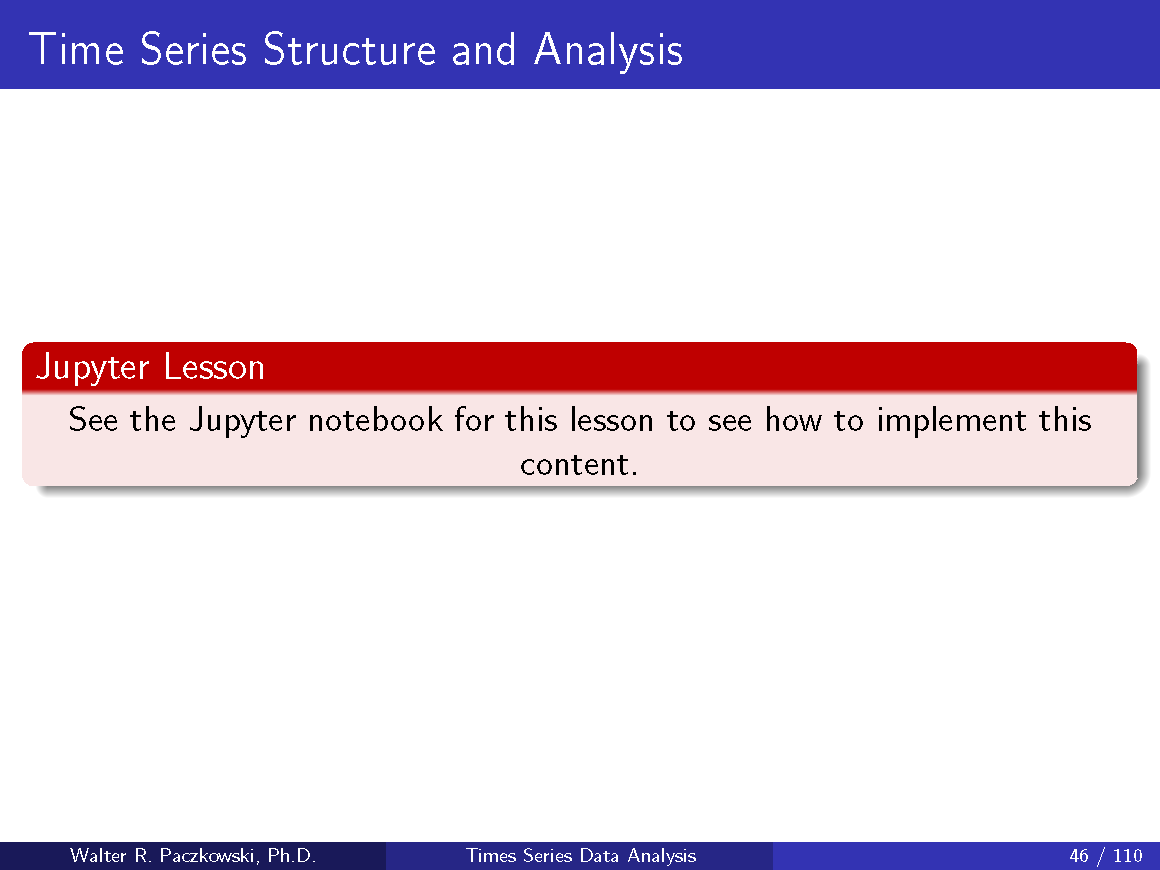 Time Series Structure and Analysis
Jupyter Lesson
See the Jupyter notebook for this lesson to see how to implement this
content.
Walter R. Paczkowski, Ph.D.
Times Series Data Analysis
46 / 110